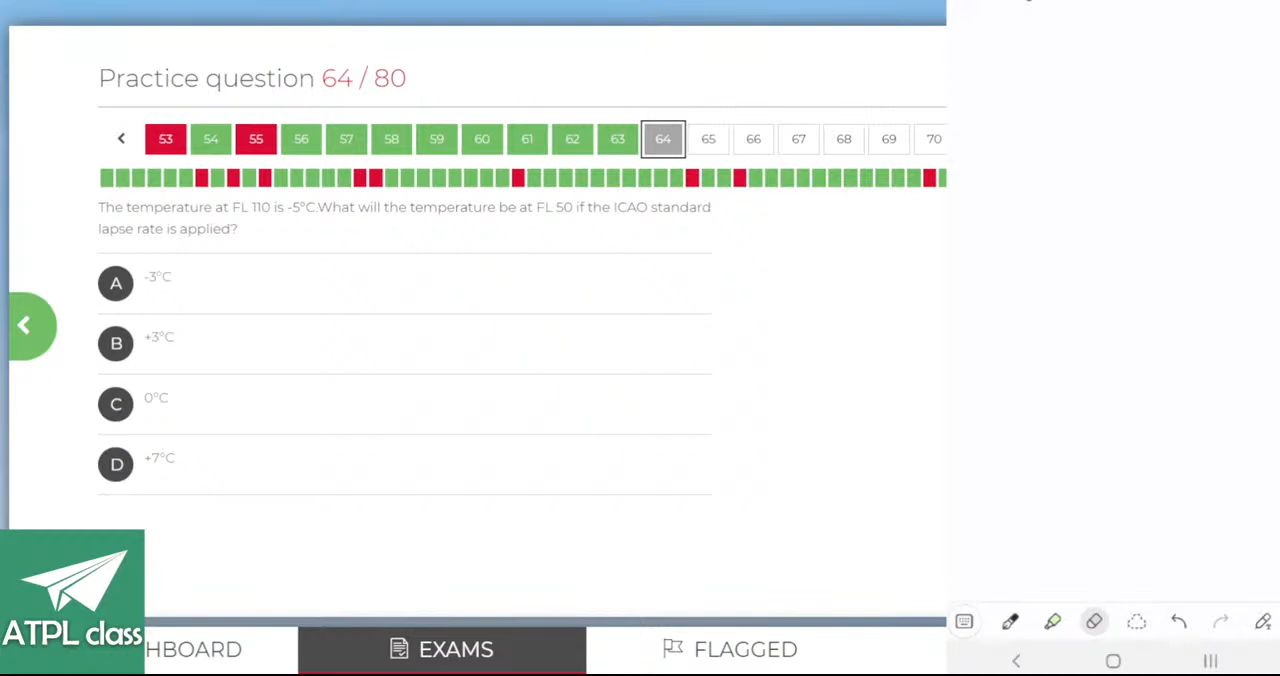 Practice question 64 / 80
53 54 55 56 57 58 59 60 61 62 63 64 65 66 67 68 69 70
The temperature at FL 110 is -5°C.What will the temperature be at FL 50 if the ICAO standard
lapse rate is applied?
A -3°C
B +3°C
C 0°C
D +7°C
ATPL class
HBOARD EXAMS FLAGGED